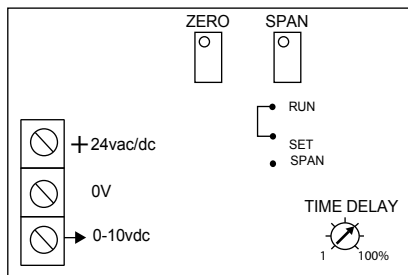 ZERO SPAN
RUN
SET
SPAN
+ 24vac/dc
0V
0-10vdc
TIME DELAY
1 100%